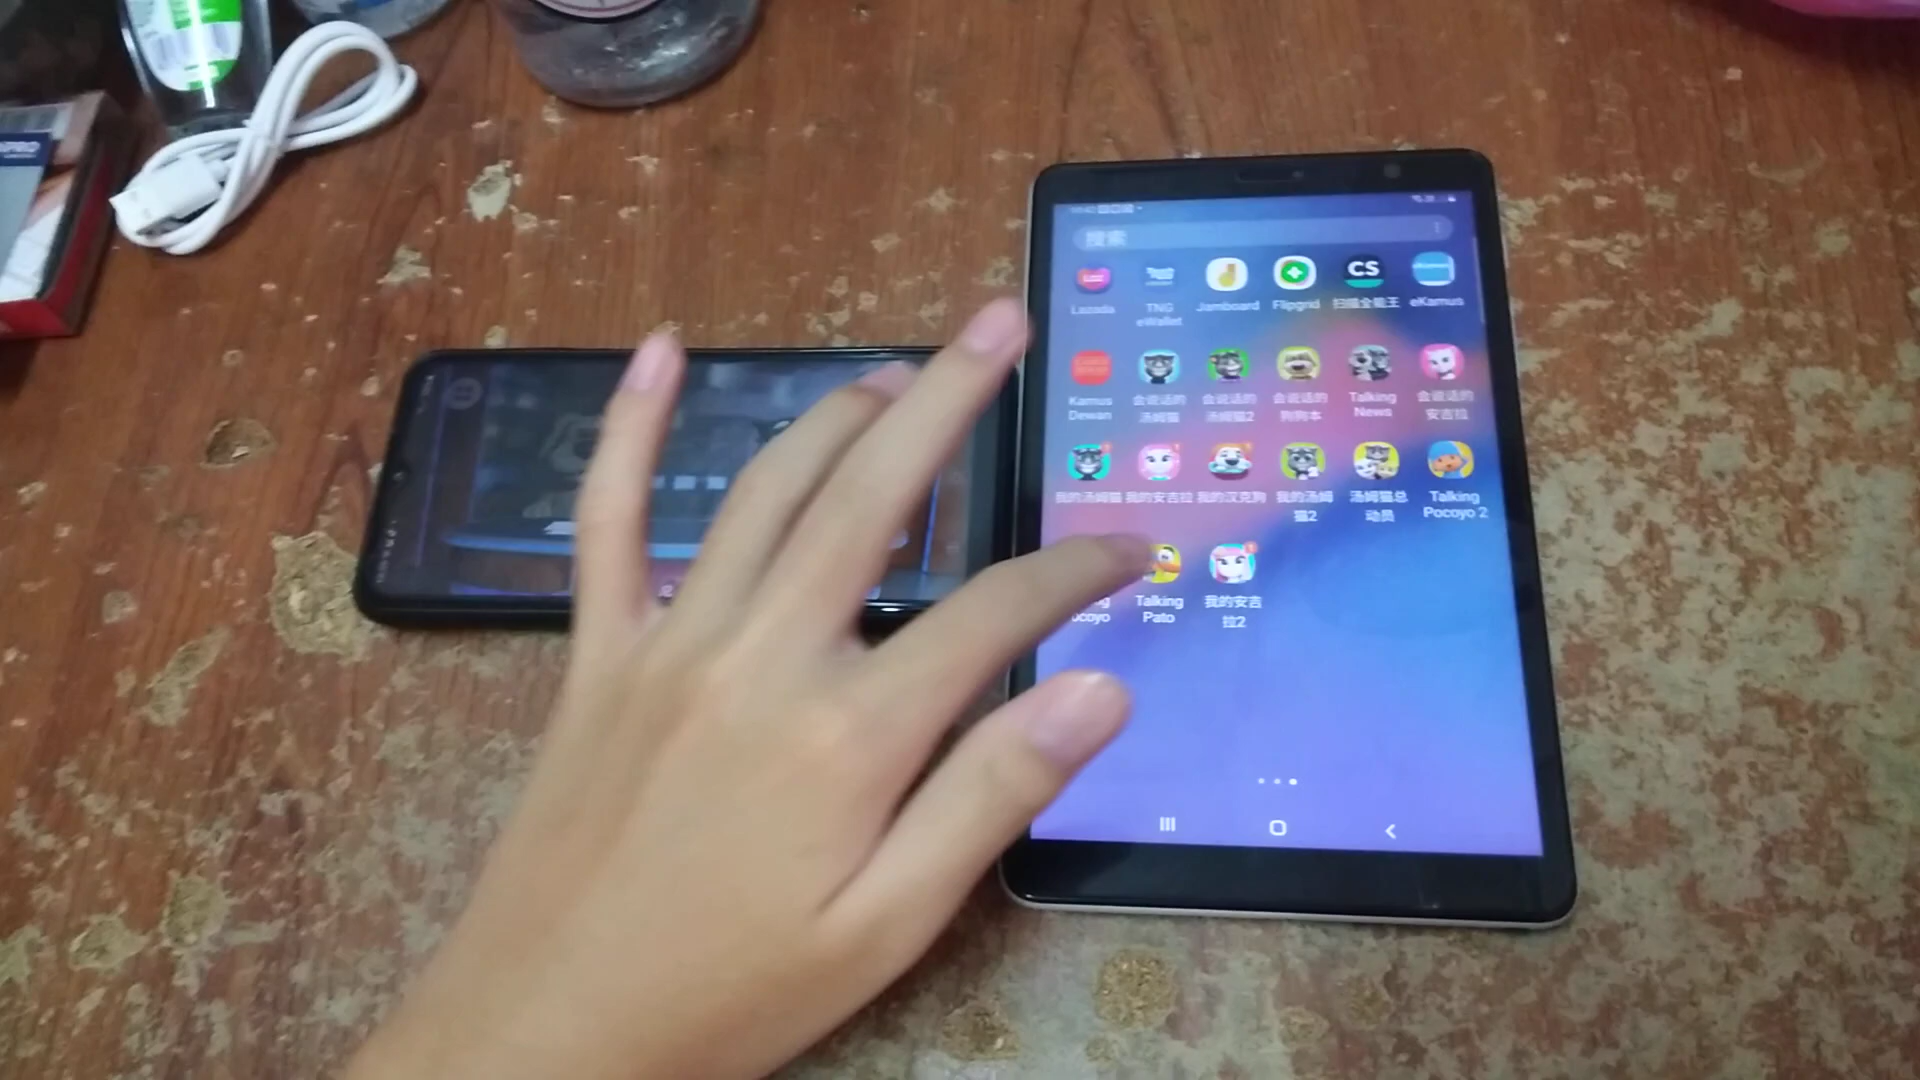 搜索
Lazada
TNG
eWallet
Jamboard
Flipgrid
CS
扫描全能王
eKamus
Kamus
Dewan
会说话的
汤姆猫
会说话的
汤姆猫2
会说话的
狗狗本
Talking
News
会说话的
安吉拉
我的汤姆猫
我的安吉拉
我的汉克狗
我的汤姆
猫2
汤姆猫总
动员
Talking
Pocoyo 2
Talking
Pato
我的安吉
拉2